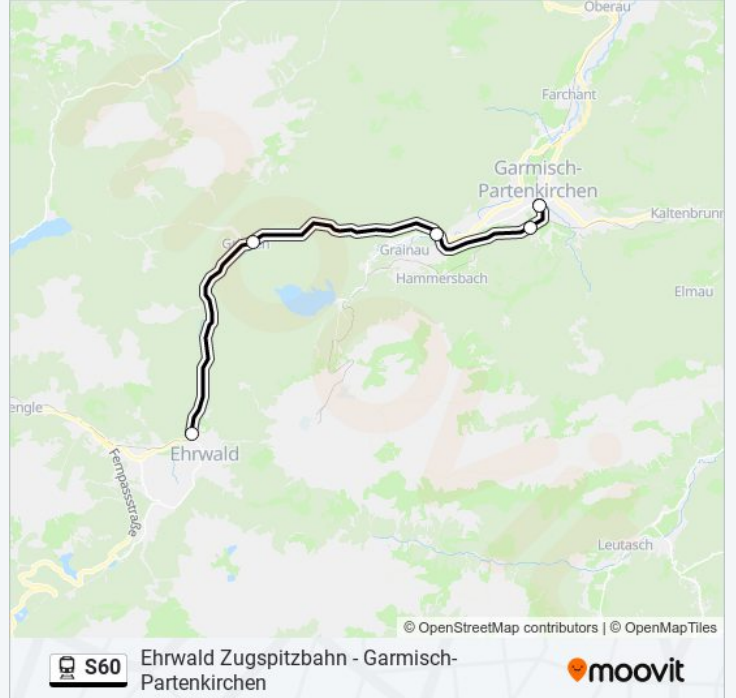 Oberau
Farchant
Garmisch-
Partenkirchen
Kaltenbrunn
Grainau
Hammersbach
Elmau
engle
Ehrwald
Fernpassstraße
Leutasch
© OpenStreetMap contributors | © OpenMapTiles
S60
Ehrwald Zugspitzbahn - Garmisch-
Partenkirchen
moovit